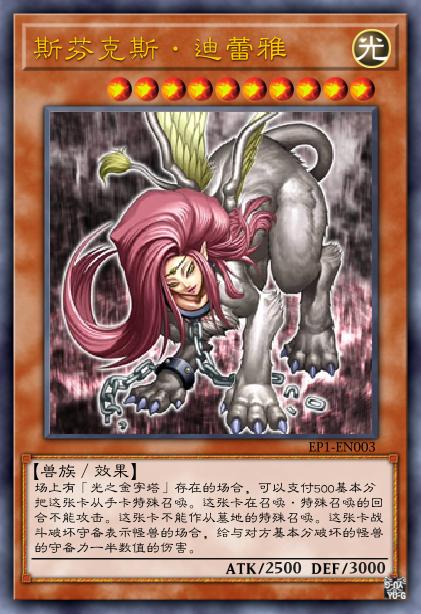 斯芬克斯·迪蕾雅
光
EP1-EN003
【兽族／效果】
场上有「光之金字塔」存在的场合，可以支付500基本分
把这张卡从手卡特殊召唤。这张卡在召唤·特殊召唤的回
合不能攻击。这张卡不能作从墓地的特殊召唤。这张卡战
斗破坏守备表示怪兽的场合，给与对方基本分破坏的怪兽
的守备力一半数值的伤害。
ATK/2500 DEF/3000